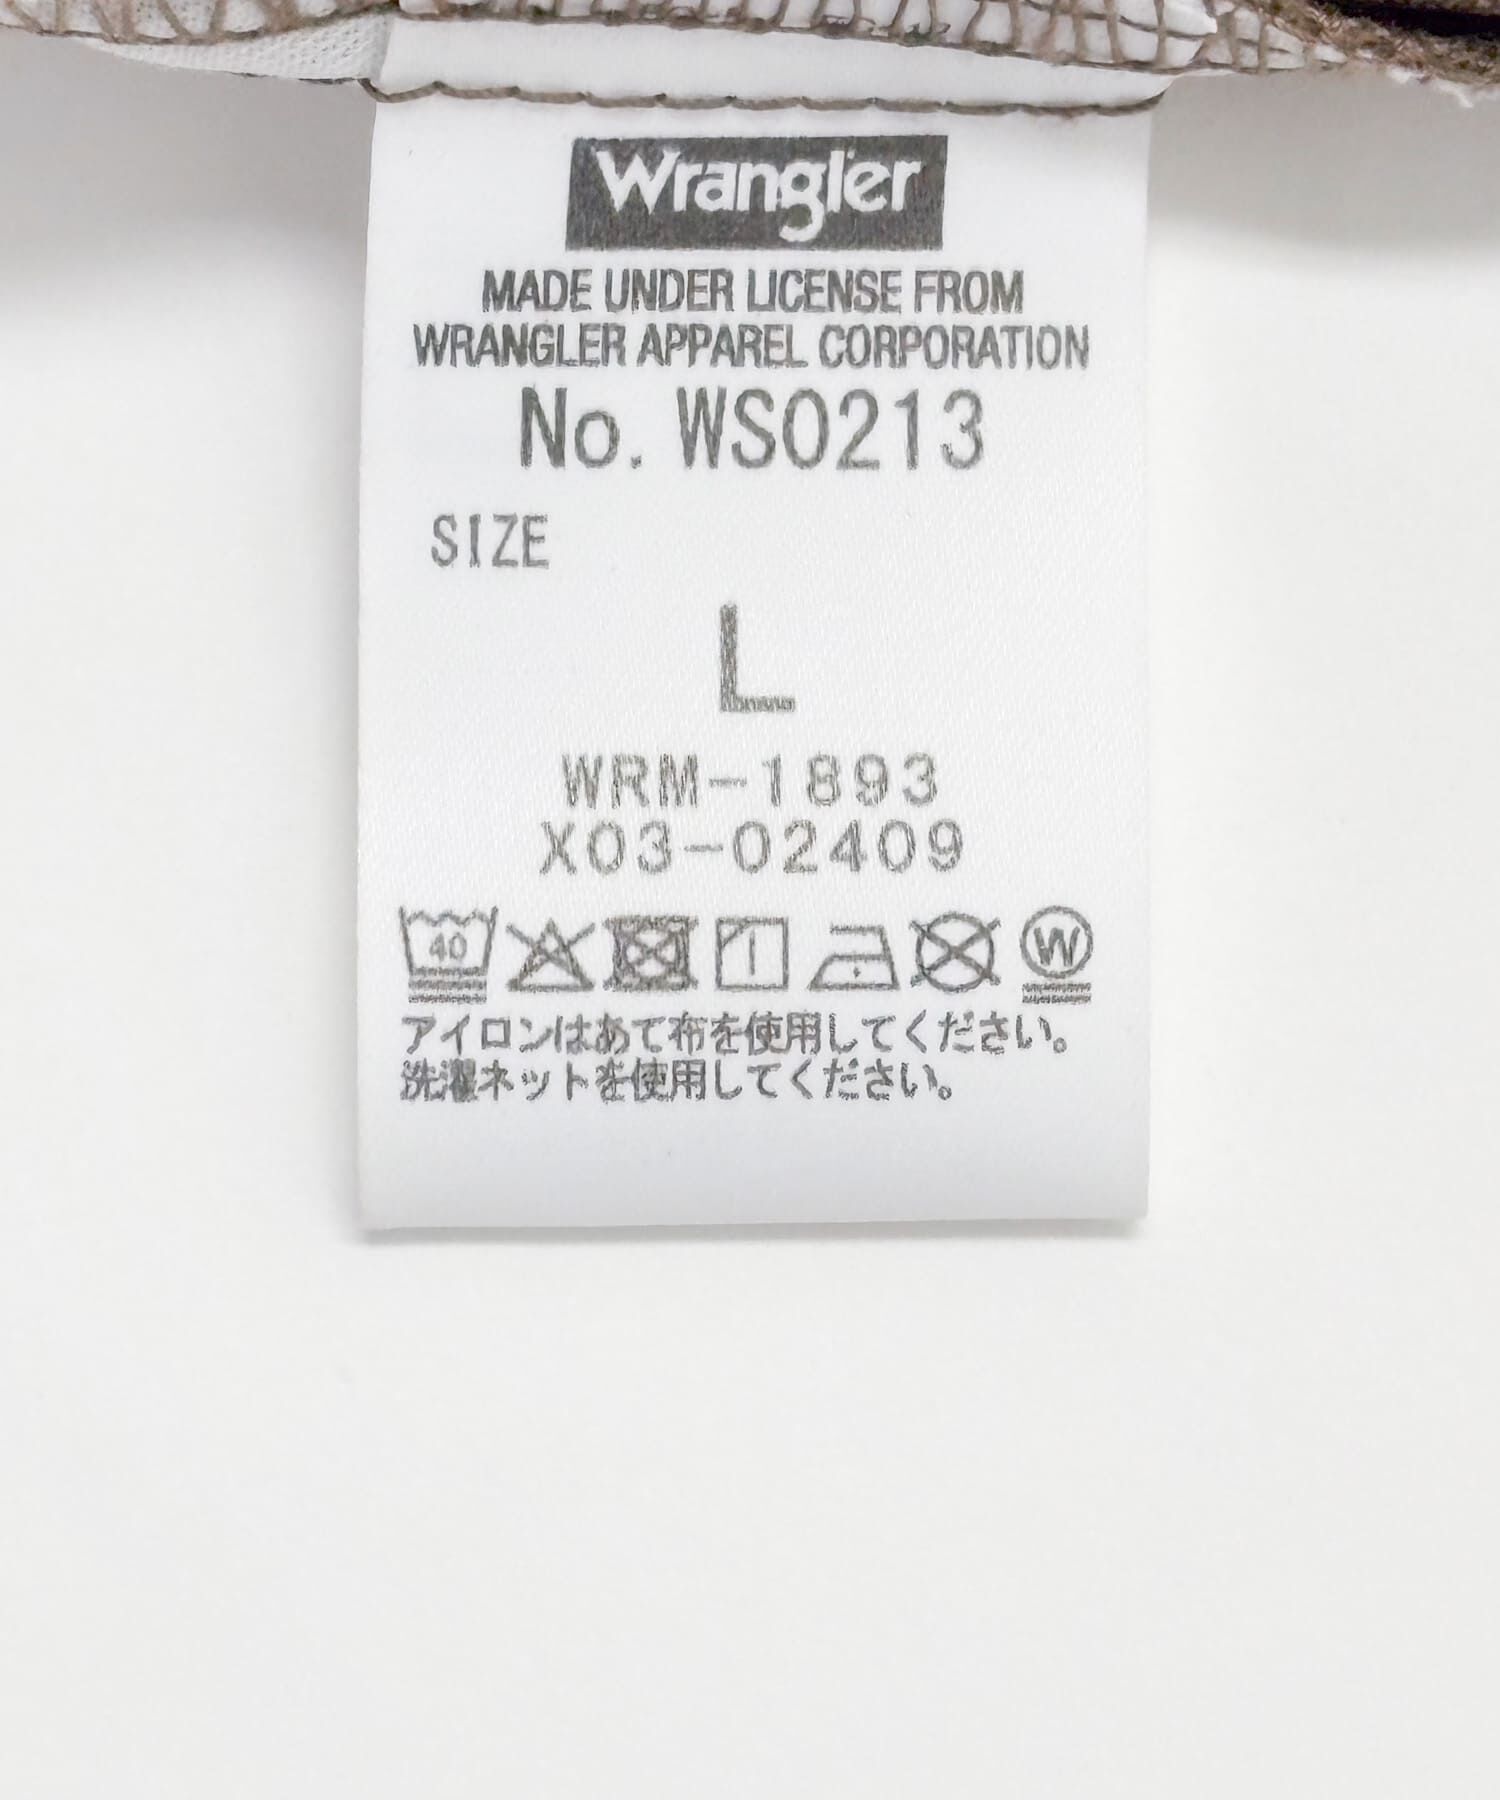 Wrangler
MADE UNDER LICENSE FROM
WRANGLER APPAREL CORPORATION
No. WS0213
SIZE
L
WRM-1893
X03-02409
40 W
アイロンはあて布を使用してください。
洗濯ネットを使用してください。